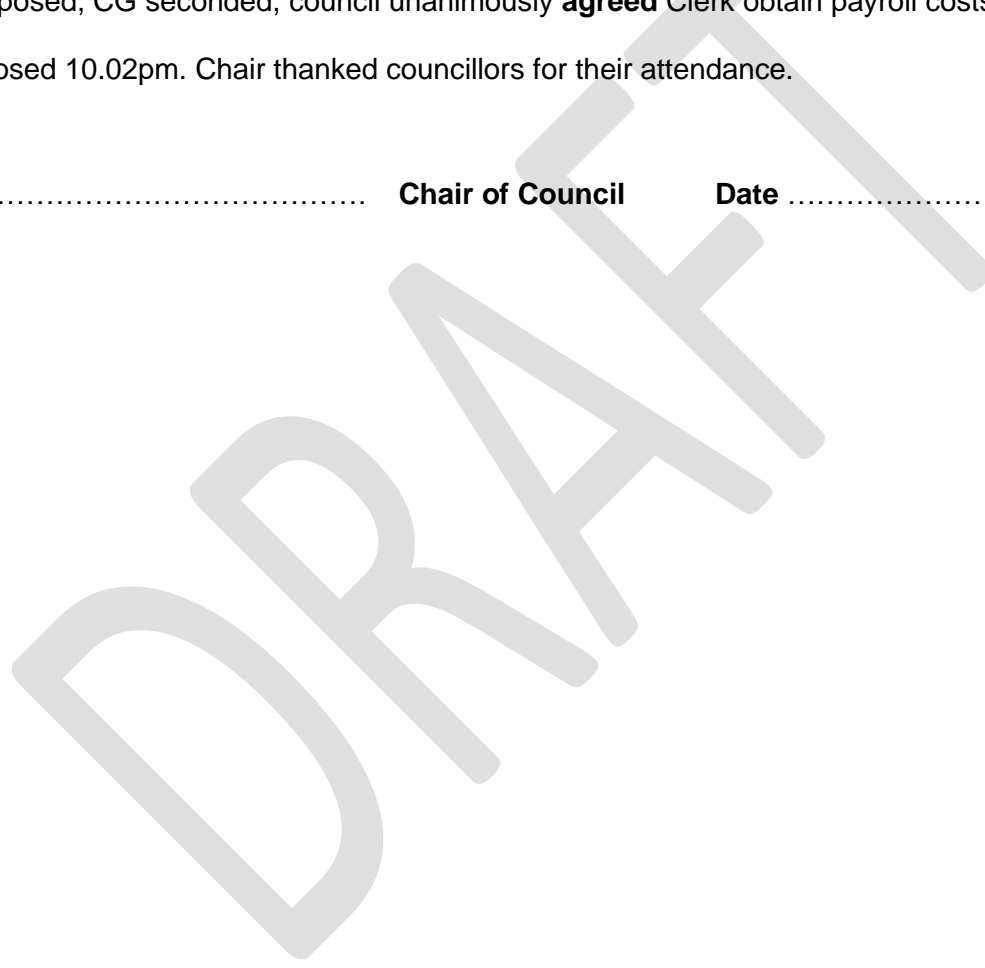 posed, CG seconded, council unanimously agreed Clerk obtain payroll costs
osed 10.02pm. Chair thanked councillors for their attendance.
……………………………………. Chair of Council Date …………………
DRAFT